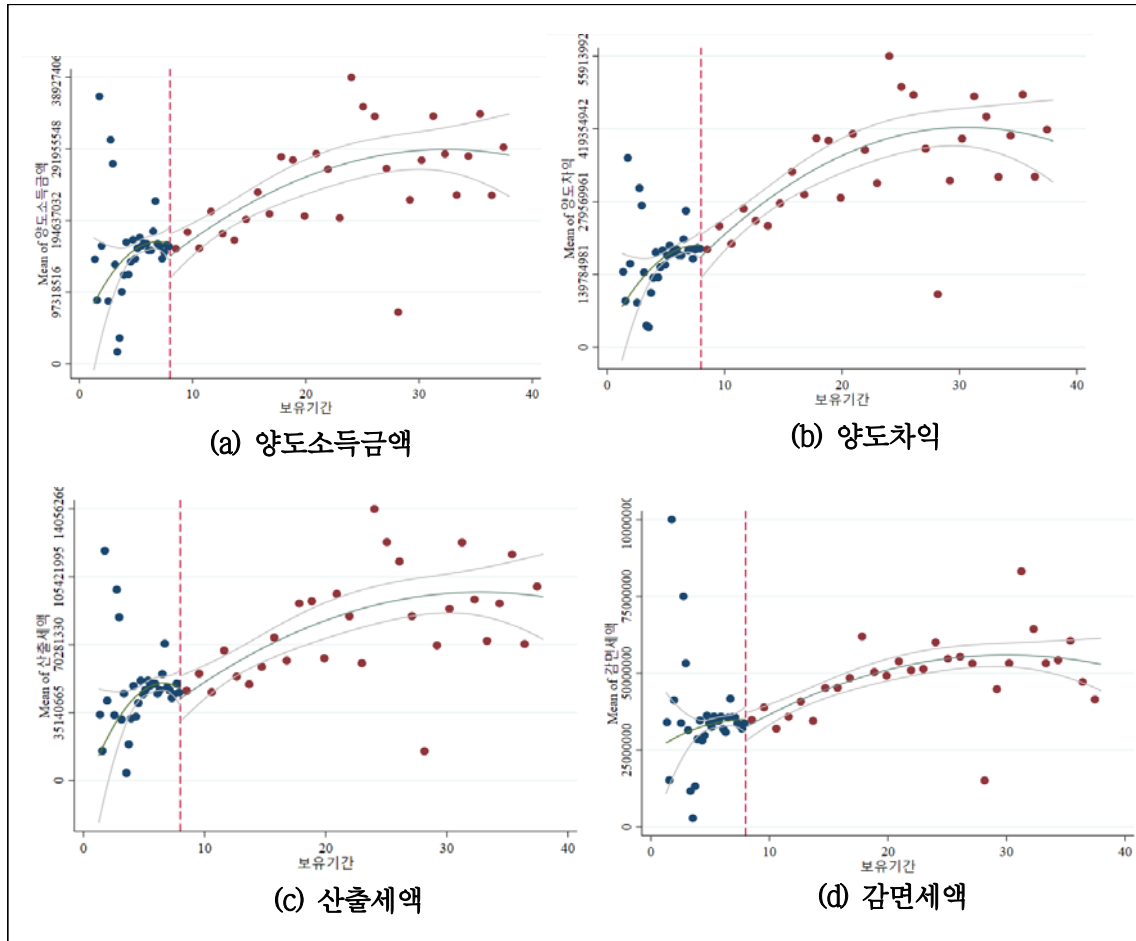 Mean of 양도소득금액
38927406
291955548
194637032
97318516
0
0 10 20 30 40
보유기간
(a) 양도소득금액
Mean of 양도차익
55913992
419354942
279569961
139784981
0
0 10 20 30 40
보유기간
(b) 양도차익
Mean of 산출세액
14056266
105421995
70281330
35140665
0
0 10 20 30 40
보유기간
(c) 산출세액
Mean of 감면세액
10000000
75000000
50000000
25000000
0
0 10 20 30 40
보유기간
(d) 감면세액